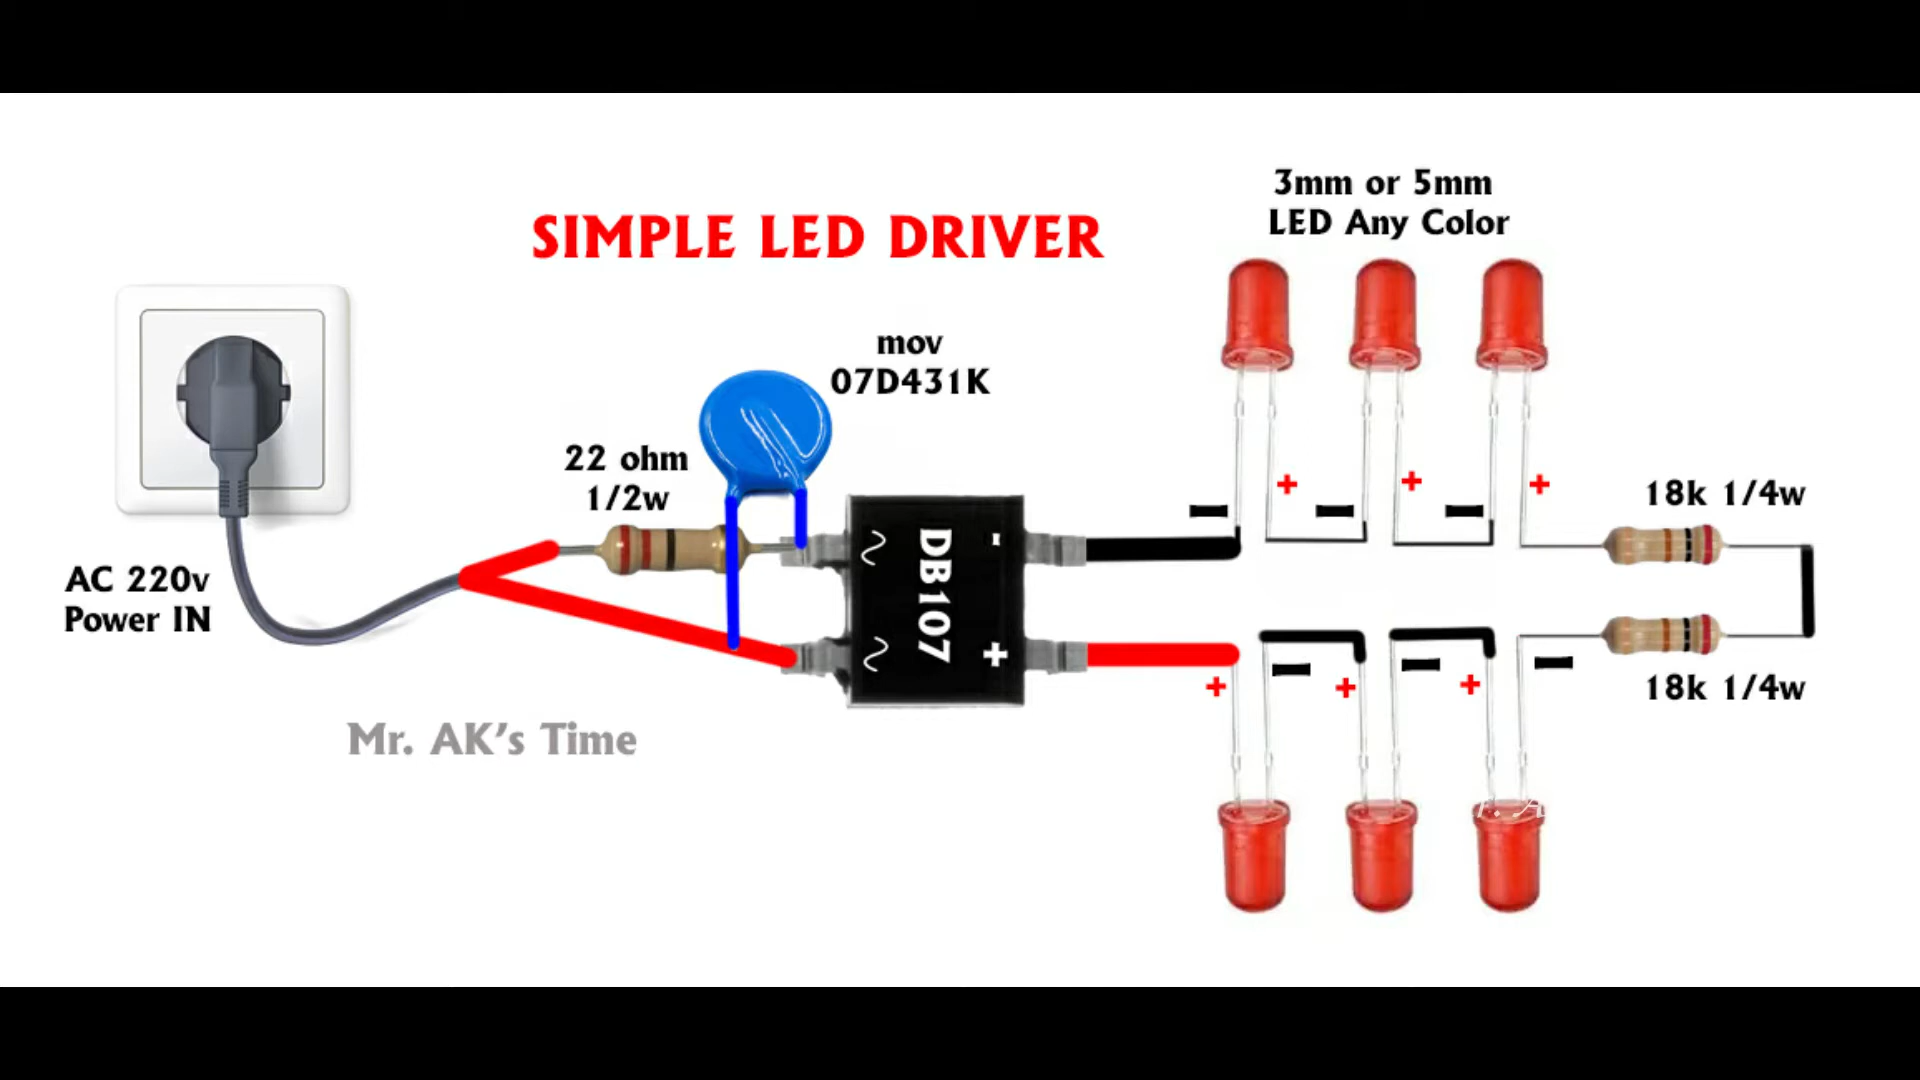 SIMPLE LED DRIVER
3mm or 5mm
LED Any Color
mov
07D431K
22 ohm
1/2w
AC 220v
Power IN
DB107
-
+
18k 1/4w
18k 1/4w
Mr. AK's Time